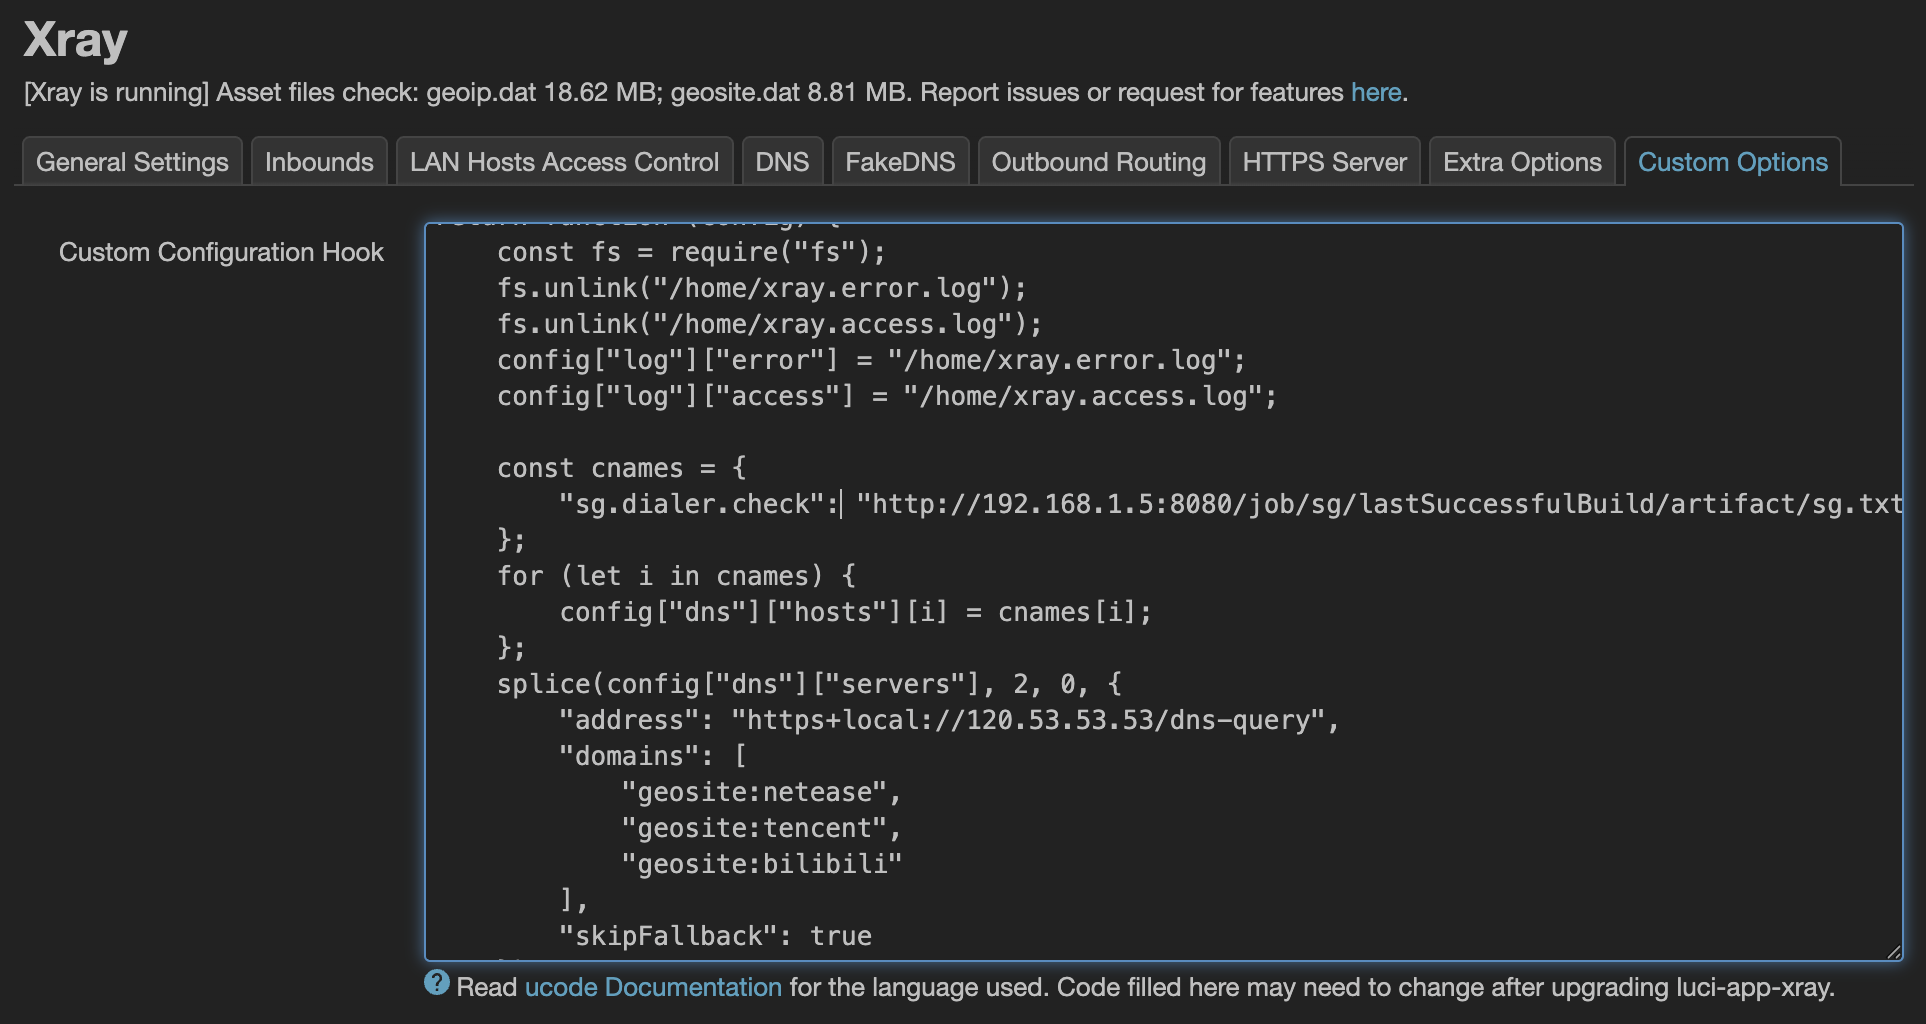 Xray
[Xray is running] Asset files check: geoip.dat 18.62 MB; geosite.dat 8.81 MB. Report issues or request for features here.
General Settings
Inbounds
LAN Hosts Access Control
DNS
FakeDNS
Outbound Routing
HTTPS Server
Extra Options
Custom Options
Custom Configuration Hook
return function (config) {
    const fs = require("fs");
    fs.unlink("/home/xray.error.log");
    fs.unlink("/home/xray.access.log");
    config["log"]["error"] = "/home/xray.error.log";
    config["log"]["access"] = "/home/xray.access.log";
    const cnames = {
        "sg.dialer.check": "http://192.168.1.5:8080/job/sg/lastSuccessfulBuild/artifact/sg.txt
    };
    for (let i in cnames) {
        config["dns"]["hosts"][i] = cnames[i];
    };
    splice(config["dns"]["servers"], 2, 0, {
        "address": "https+local://120.53.53.53/dns-query",
        "domains": [
            "geosite:netease",
            "geosite:tencent",
            "geosite:bilibili"
        ],
        "skipFallback": true
? Read ucode Documentation for the language used. Code filled here may need to change after upgrading luci-app-xray.